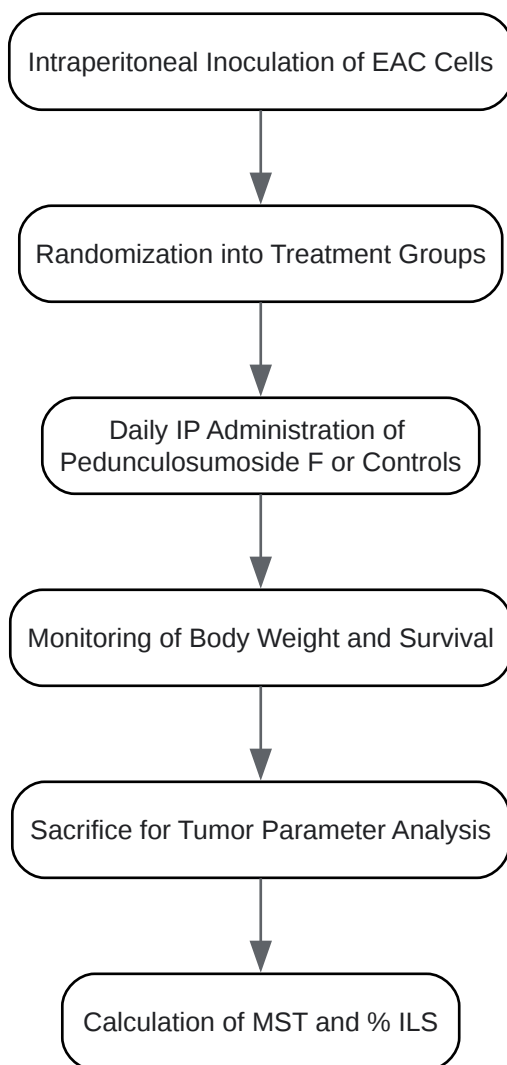 Intraperitoneal Inoculation of EAC Cells
Randomization into Treatment Groups
Daily IP Administration of
Pedunculosumoside F or Controls
Monitoring of Body Weight and Survival
Sacrifice for Tumor Parameter Analysis
Calculation of MST and % ILS